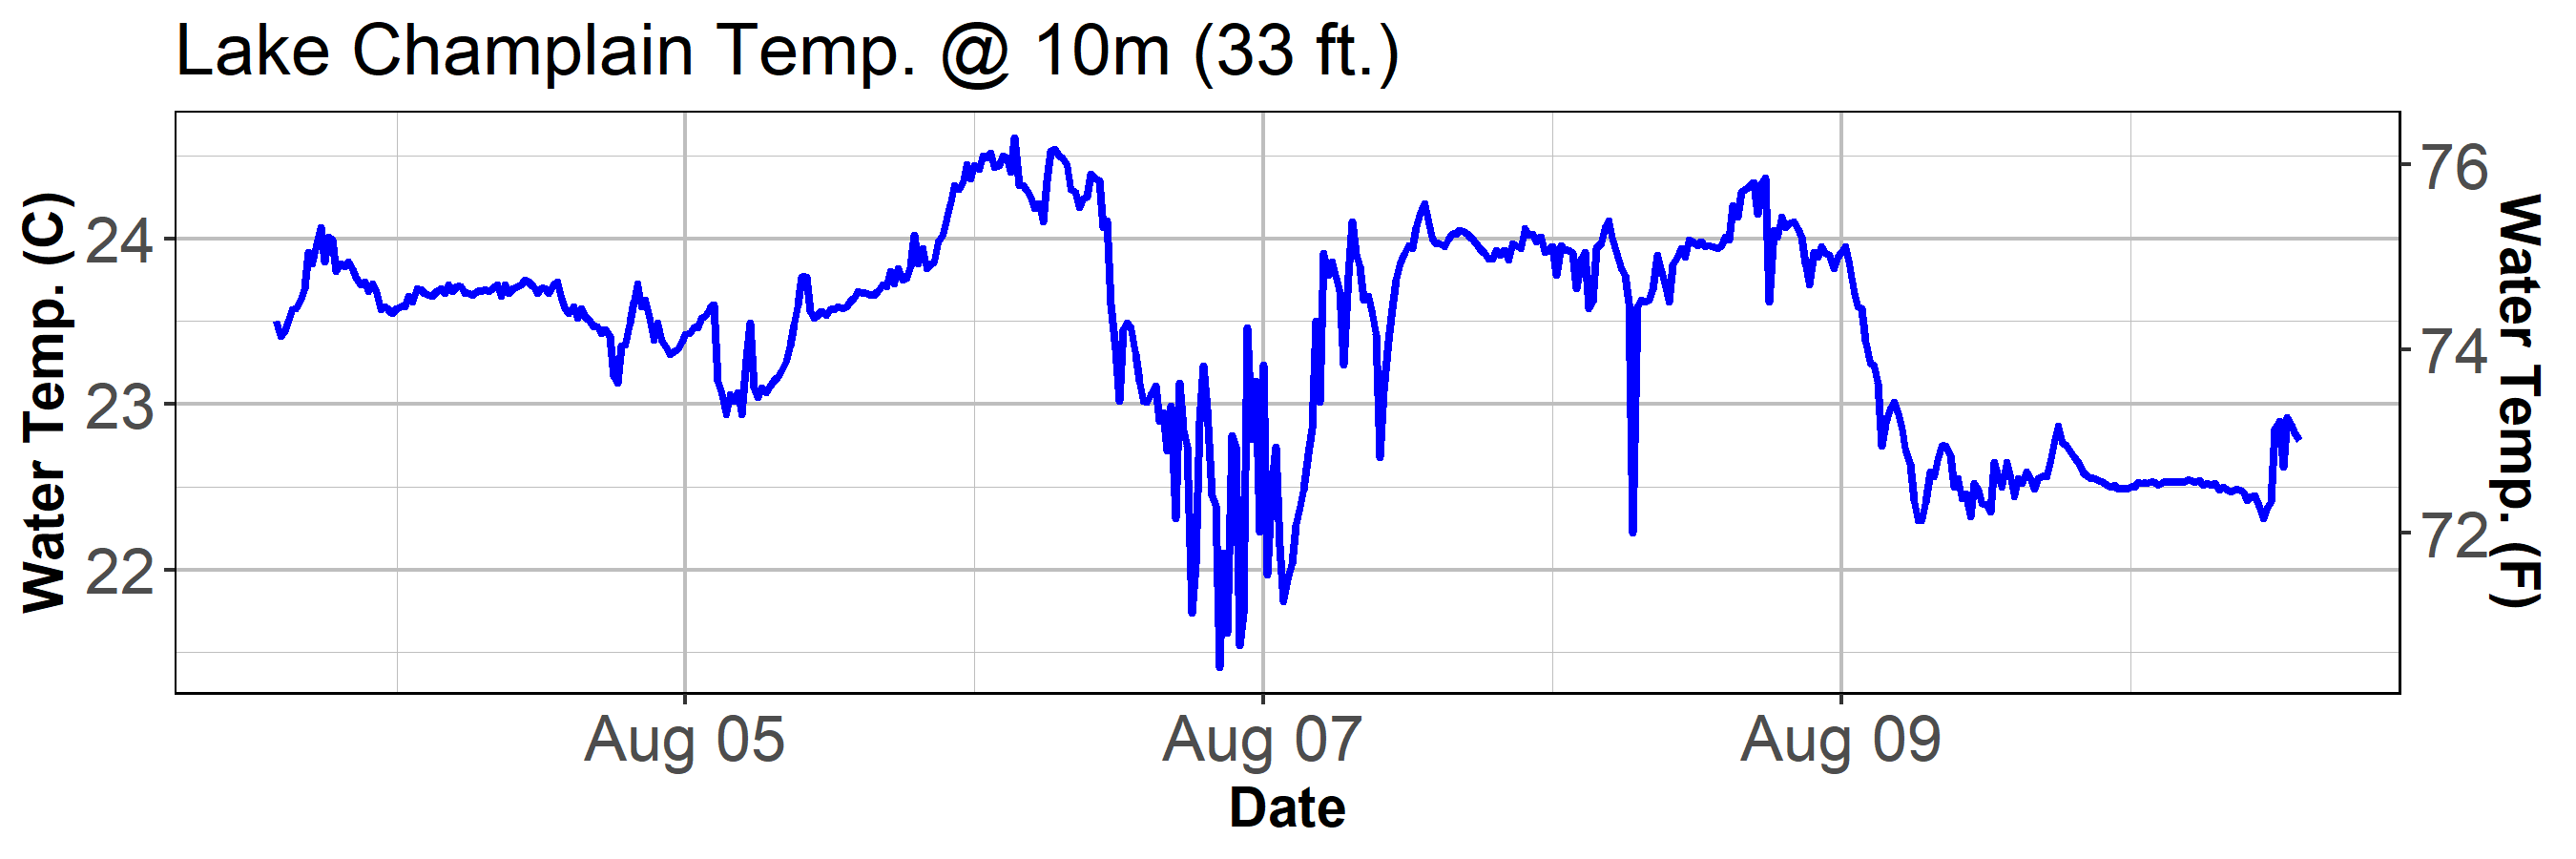 Lake Champlain Temp. @ 10m (33 ft.)
Water Temp. (C)
24
23
22
76
74
72
Water Temp. (F)
Aug 05
Aug 07
Aug 09
Date